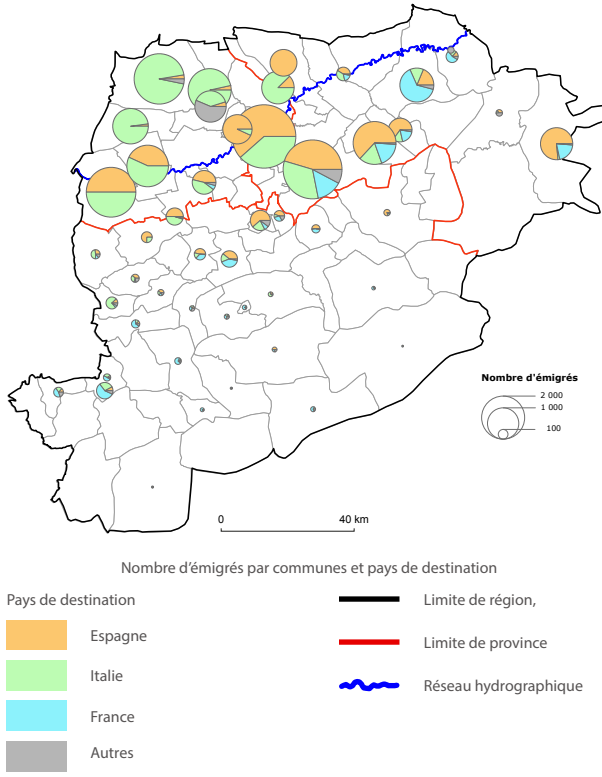 Nombre d'émigrés
2 000
1 000
100
0 40 km
Nombre d’émigrés par communes et pays de destination
Pays de destination
Espagne
Italie
France
Autres
Limite de région,
Limite de province
Réseau hydrographique